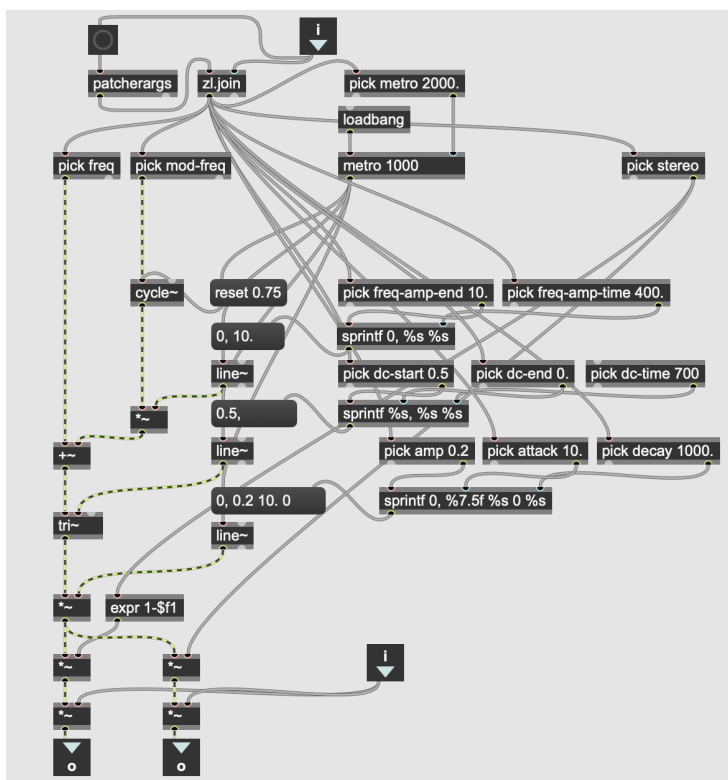 i
patcherargs
zl.join
pick metro 2000.
loadbang
pick freq
pick mod-freq
metro 1000
pick stereo
cycle~
reset 0.75
pick freq-amp-end 10.
pick freq-amp-time 400.
0, 10.
sprintf 0, %s %s
line~
pick dc-start 0.5
pick dc-end 0.
pick dc-time 700
*~
0.5,
sprintf %s, %s %s
+~
line~
pick amp 0.2
pick attack 10.
pick decay 1000.
0, 0.2 10. 0
sprintf 0, %7.5f %s 0 %s
tri~
line~
*~
expr 1-$f1
*~
*~
i
*~
*~
o
o